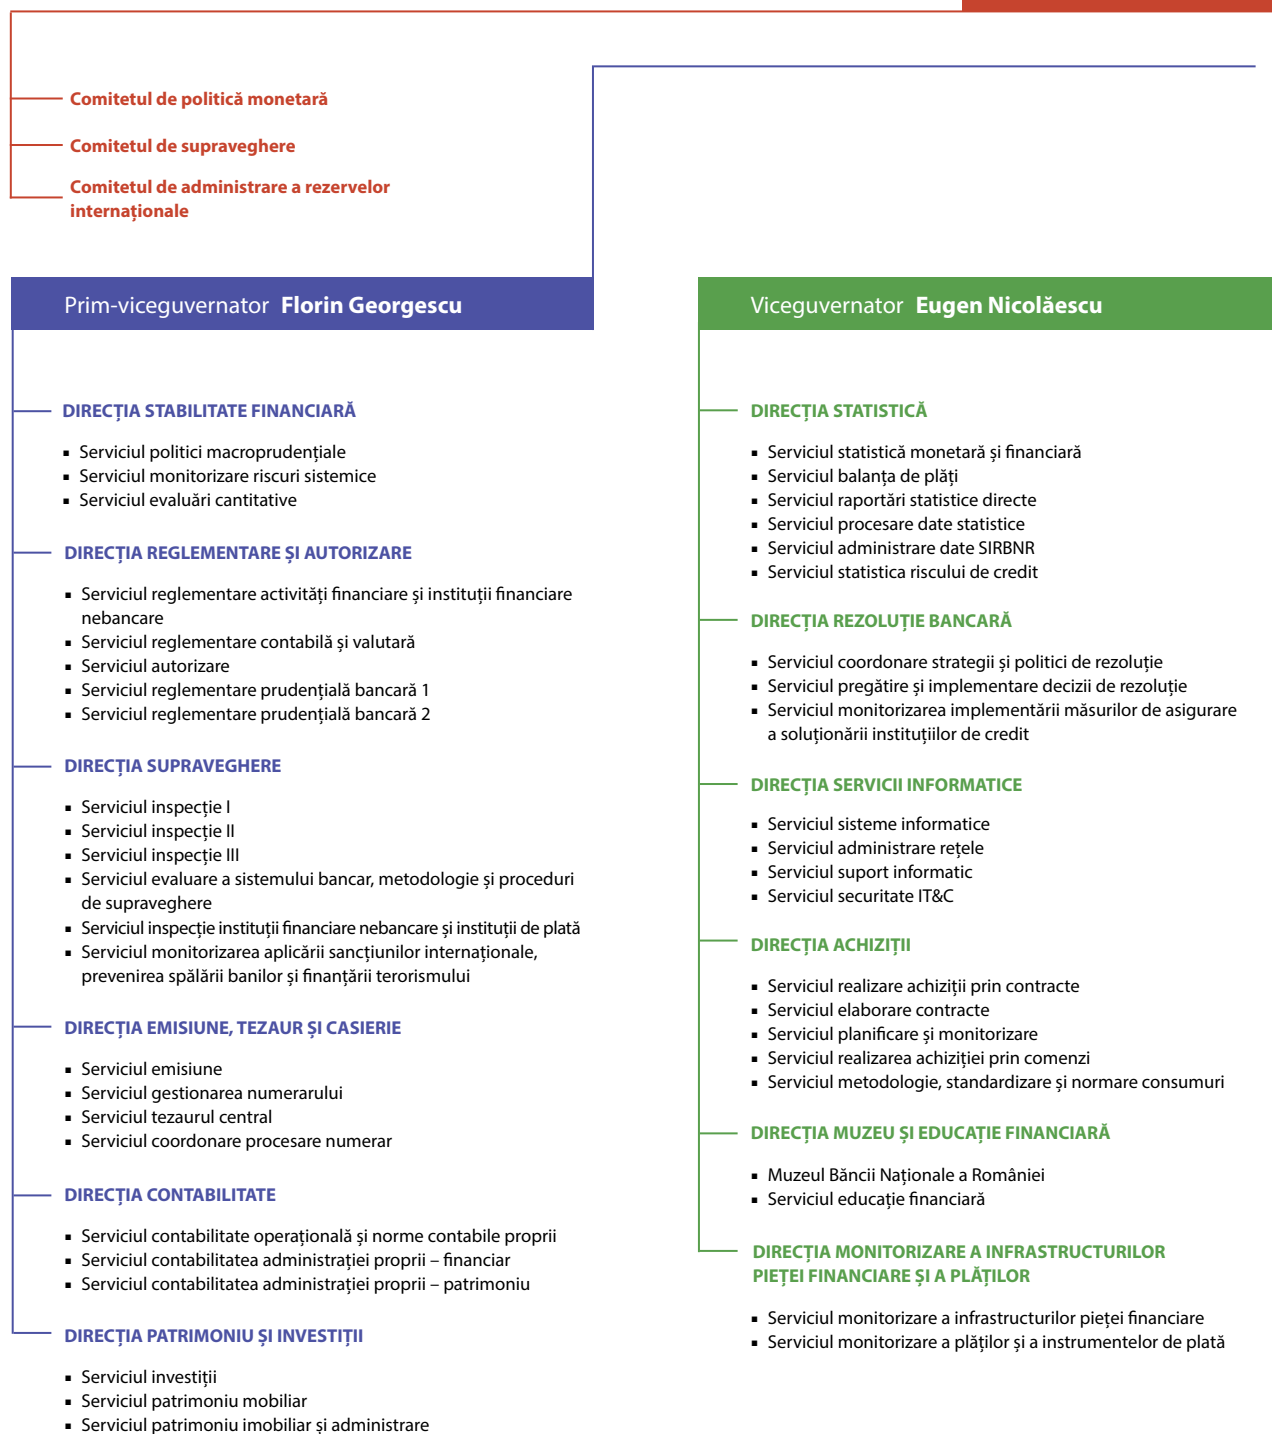 Comitetul de politică monetară
Comitetul de supraveghere
Comitetul de administrare a rezervelor
internaționale
Prim-viceguvernator Florin Georgescu
DIRECȚIA STABILITATE FINANCIARĂ
▪ Serviciul politici macroprudențiale
▪ Serviciul monitorizare riscuri sistemice
▪ Serviciul evaluări cantitative
DIRECȚIA REGLEMENTARE ȘI AUTORIZARE
▪ Serviciul reglementare activități financiare și instituții financiare
nebancare
▪ Serviciul reglementare contabilă și valutară
▪ Serviciul autorizare
▪ Serviciul reglementare prudențială bancară 1
▪ Serviciul reglementare prudențială bancară 2
DIRECȚIA SUPRAVEGHERE
▪ Serviciul inspecție I
▪ Serviciul inspecție II
▪ Serviciul inspecție III
▪ Serviciul evaluare a sistemului bancar, metodologie și proceduri
de supraveghere
▪ Serviciul inspecție instituții financiare nebancare și instituții de plată
▪ Serviciul monitorizarea aplicării sancțiunilor internaționale,
prevenirea spălării banilor și finanțării terorismului
DIRECȚIA EMISIUNE, TEZAUR ȘI CASIERIE
▪ Serviciul emisiune
▪ Serviciul gestionarea numerarului
▪ Serviciul tezaurul central
▪ Serviciul coordonare procesare numerar
DIRECȚIA CONTABILITATE
▪ Serviciul contabilitate operațională și norme contabile proprii
▪ Serviciul contabilitatea administrației proprii – financiar
▪ Serviciul contabilitatea administrației proprii – patrimoniu
DIRECȚIA PATRIMONIU ȘI INVESTIȚII
▪ Serviciul investiții
▪ Serviciul patrimoniu mobiliar
▪ Serviciul patrimoniu imobiliar și administrare
Viceguvernator Eugen Nicolăescu
DIRECȚIA STATISTICĂ
▪ Serviciul statistică monetară și financiară
▪ Serviciul balanța de plăți
▪ Serviciul raportări statistice directe
▪ Serviciul procesare date statistice
▪ Serviciul administrare date SIRBNR
▪ Serviciul statistica riscului de credit
DIRECȚIA REZOLUȚIE BANCARĂ
▪ Serviciul coordonare strategii și politici de rezoluție
▪ Serviciul pregătire și implementare decizii de rezoluție
▪ Serviciul monitorizarea implementării măsurilor de asigurare
a soluționării instituțiilor de credit
DIRECȚIA SERVICII INFORMATICE
▪ Serviciul sisteme informatice
▪ Serviciul administrare rețele
▪ Serviciul suport informatic
▪ Serviciul securitate IT&C
DIRECȚIA ACHIZIȚII
▪ Serviciul realizare achiziții prin contracte
▪ Serviciul elaborare contracte
▪ Serviciul planificare și monitorizare
▪ Serviciul realizarea achiziției prin comenzi
▪ Serviciul metodologie, standardizare și normare consumuri
DIRECȚIA MUZEU ȘI EDUCAȚIE FINANCIARĂ
▪ Muzeul Băncii Naționale a României
▪ Serviciul educație financiară
DIRECȚIA MONITORIZARE A INFRASTRUCTURILOR
PIEȚEI FINANCIARE ȘI A PLĂȚILOR
▪ Serviciul monitorizare a infrastructurilor pieței financiare
▪ Serviciul monitorizare a plăților și a instrumentelor de plată